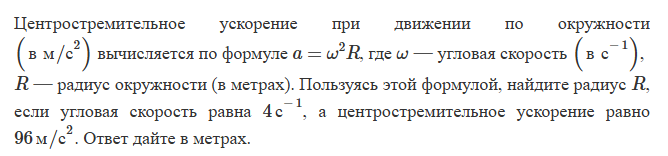 Центростремительное ускорение при движении по окружности
(в м/с²) вычисляется по формуле a = ω²R, где ω — угловая скорость (в с⁻¹),
R — радиус окружности (в метрах). Пользуясь этой формулой, найдите радиус R,
если угловая скорость равна 4 с⁻¹, а центростремительное ускорение равно
96 м/с². Ответ дайте в метрах.